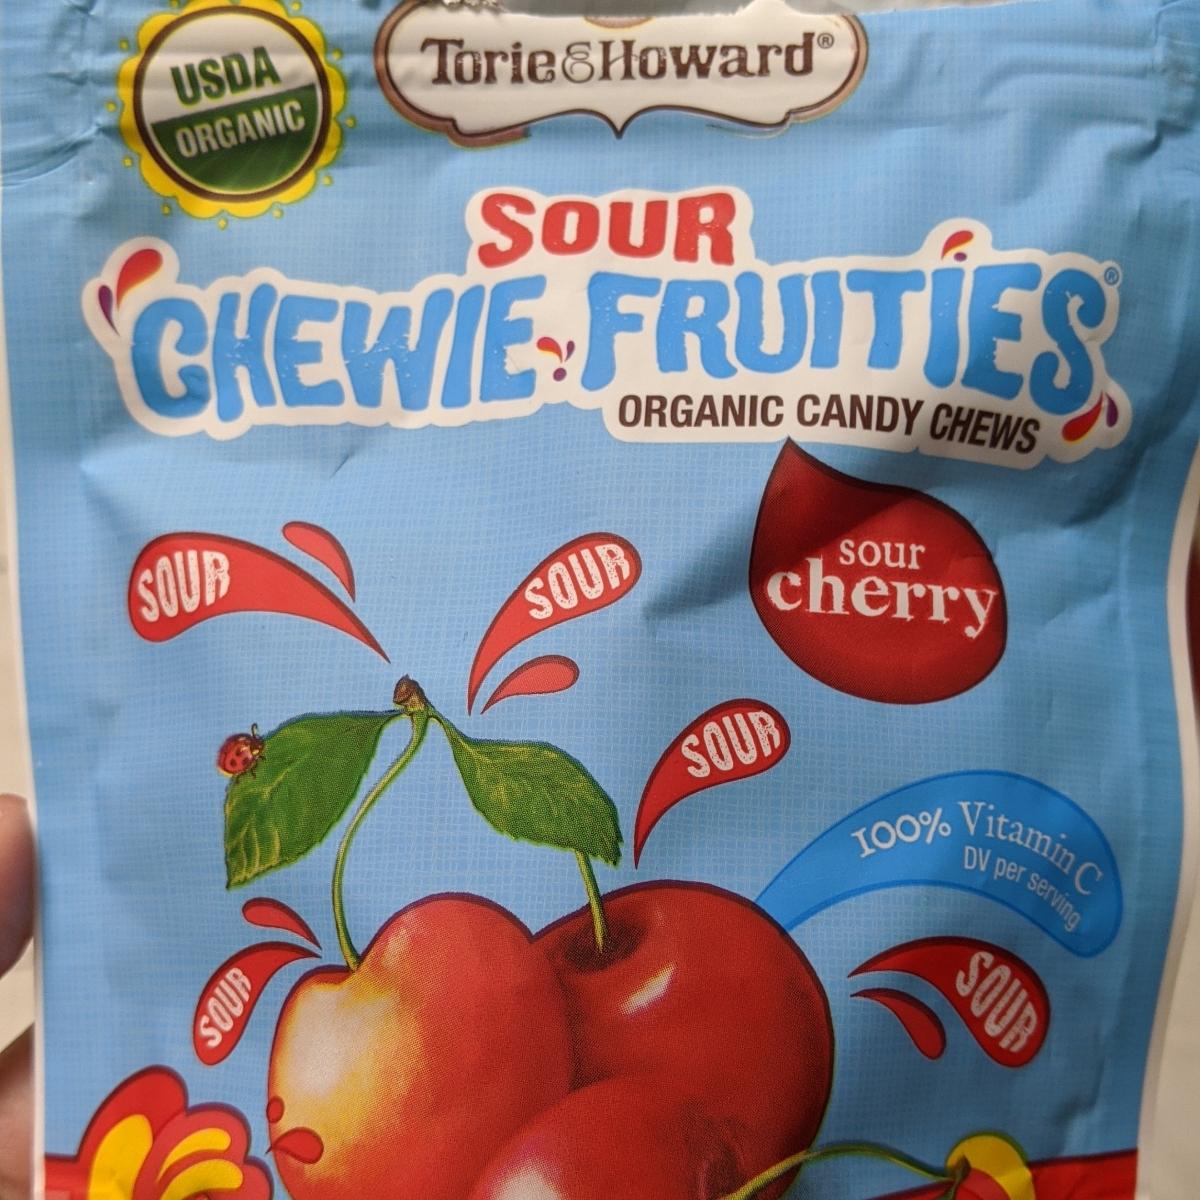 USDA
ORGANIC
Torie & Howard®
SOUR
CHEWIE FRUITIES®
ORGANIC CANDY CHEWS
sour
cherry
SOUR
SOUR
SOUR
100% Vitamin C
DV per serving
SOUR
SOUR